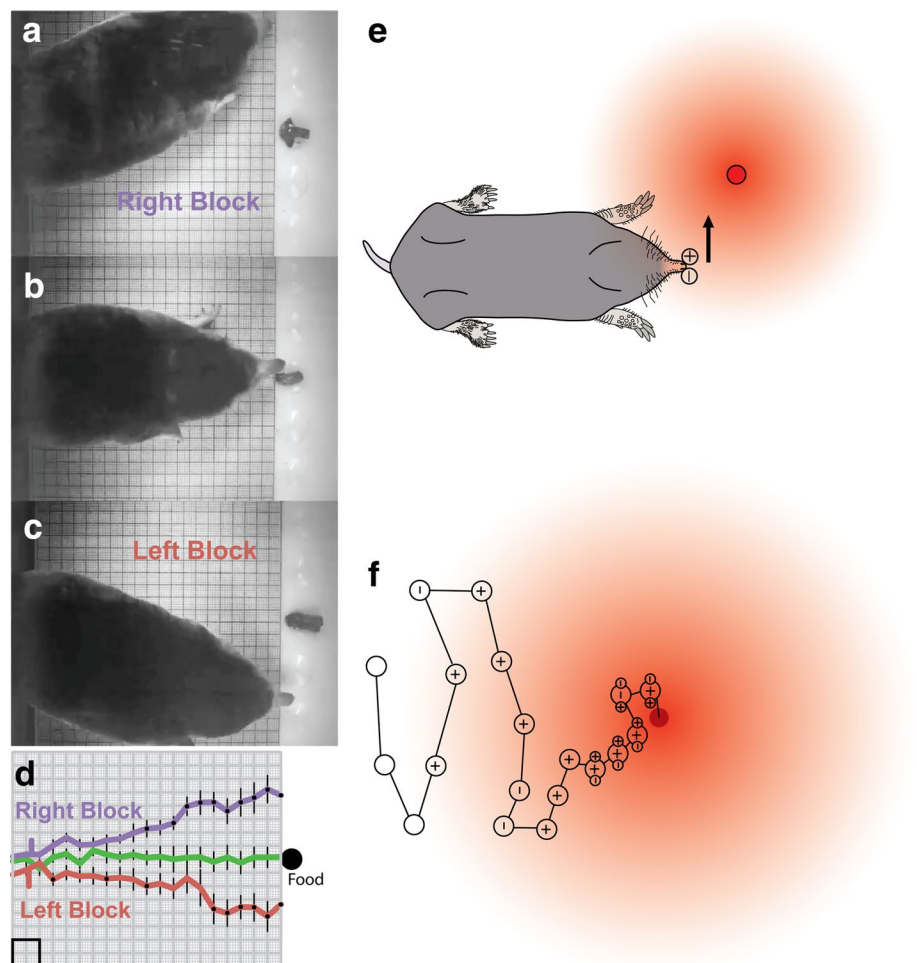 a
Right Block
b
c
Left Block
d
Right Block
Left Block
Food
e
+
-
f
- +
+
+
+
+
-
- +
+
+
- +
+ -
+ -
+ -
+ +
- +
- +
- +
+ +